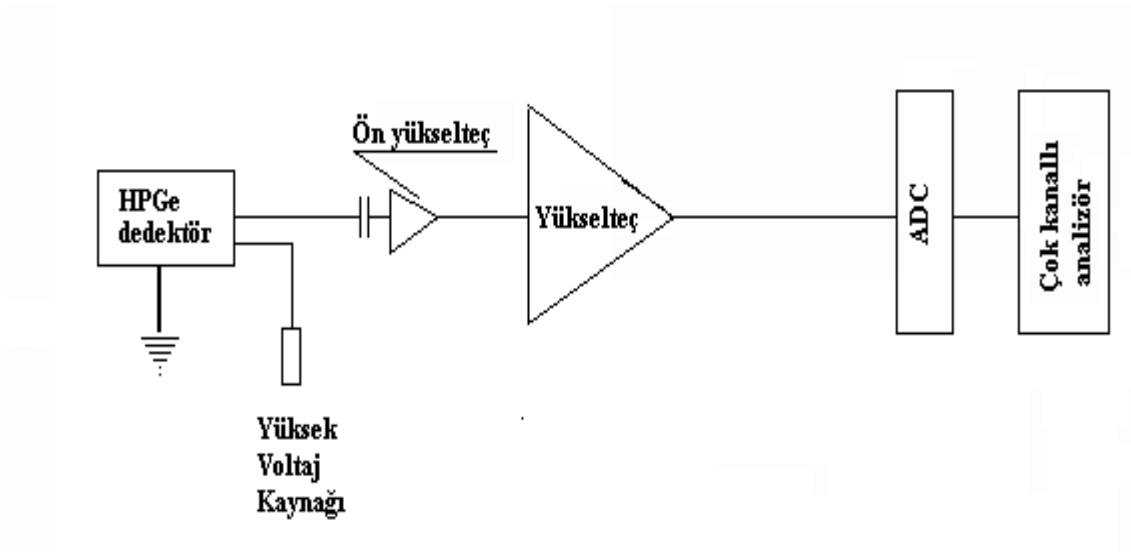 Ön yükselteç
HPGe
dedektör
Yükselteç
ADC
Çok kanallı
analizör
Yüksek
Voltaj
Kaynağı